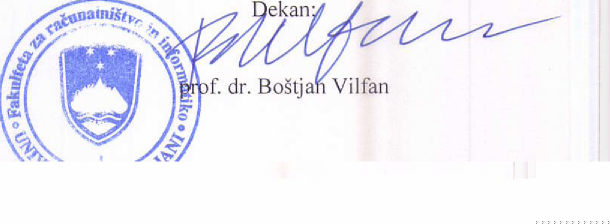 Dekan:
prof. dr. Boštjan Vilfan
Fakulteta za računalništvo in informatiko